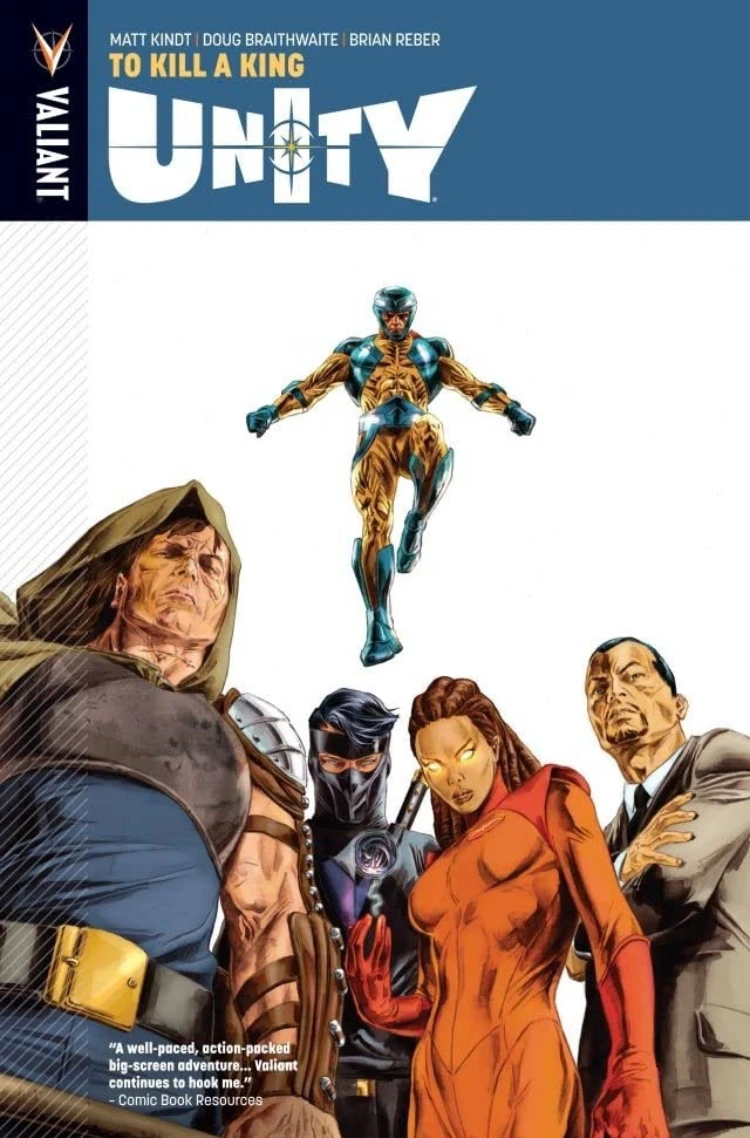 MATT KINDT | DOUG BRAITHWAITE | BRIAN REBER
TO KILL A KING
UNITY
VALIANT
"A well-paced, action-packed
big-screen adventure... Valiant
continues to hook me."
- Comic Book Resources